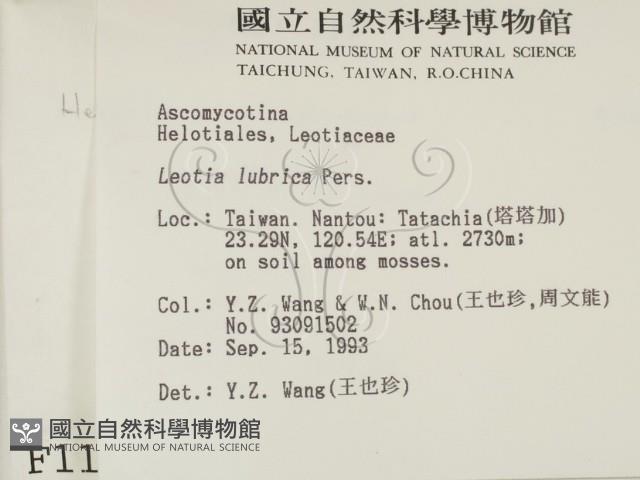 國立自然科學博物館
NATIONAL MUSEUM OF NATURAL SCIENCE
TAICHUNG, TAIWAN, R.O.CHINA
He
Ascomycotina
Helotiales, Leotiaceae
Leotia lubrica Pers.
Loc.: Taiwan. Nantou: Tatachia(塔塔加)
23.29N, 120.54E; atl. 2730m;
on soil among mosses.
Col.: Y.Z. Wang & W.N. Chou(王也珍,周文能)
No. 93091502
Date: Sep. 15, 1993
Det.: Y.Z. Wang(王也珍)
國立自然科學博物館
NATIONAL MUSEUM OF NATURAL SCIENCE
F11